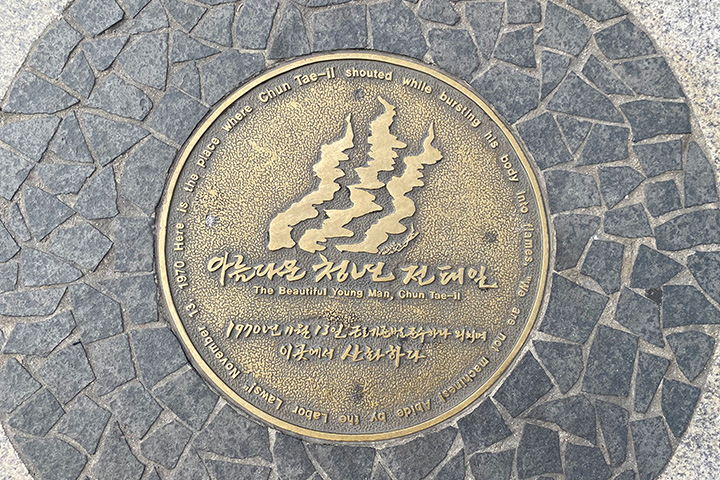 November 13 1970 Here is the place where Chun Tae-il shouted while bursting his body into flames "We are not machines! Abide by the Labor Laws!"
아름다운 청년 전태일
The Beautiful Young Man, Chun Tae-il
1970년 11월 13일 근로기준법 준수하라 외치며
이곳에서 산화하다